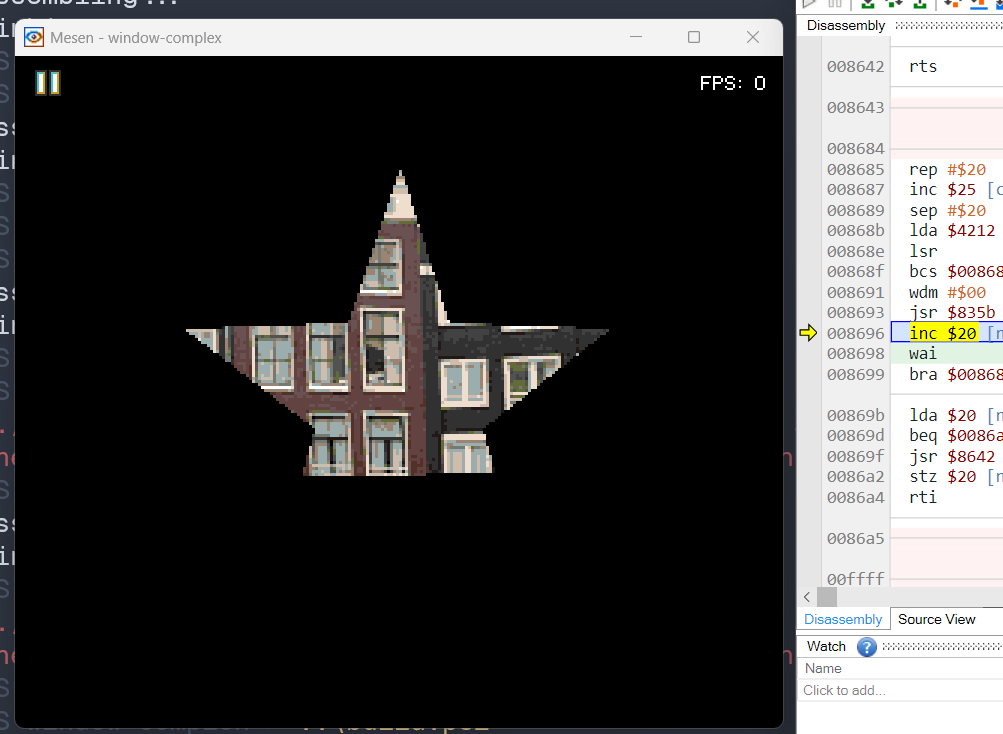 Mesen - window-complex
FPS: 0
Disassembly
008642 rts
008643
008684
008685 rep #$20
008687 inc $25
008689 sep #$20
00868b lda $4212
00868e lsr
00868f bcs
008691 wdm #$00
008693 jsr $835b
008696 inc $20
008698 wai
008699 bra
00869b lda $20
00869d beq
00869f jsr $8642
0086a2 stz $20
0086a4 rti
0086a5
00ffff
Disassembly Source View
Watch ?
Name
Click to add...